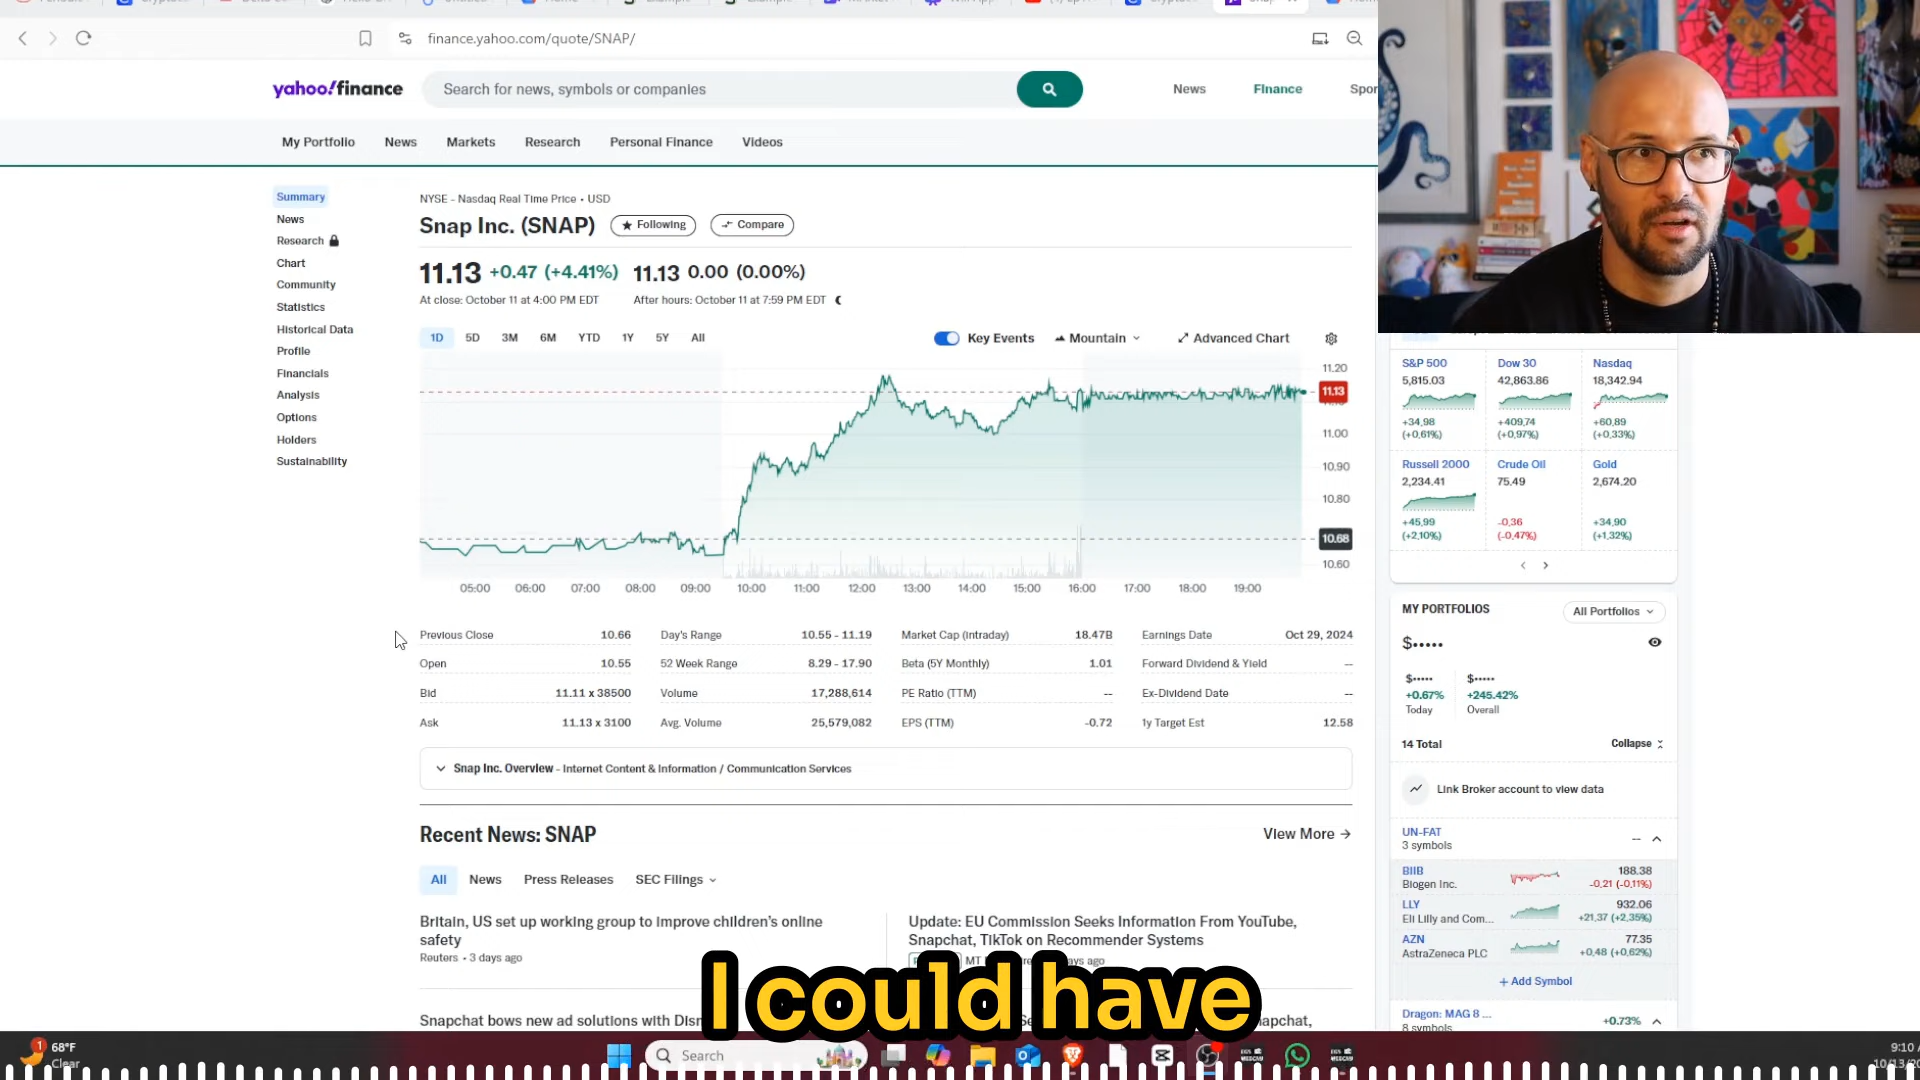 finance.yahoo.com/quote/SNAP/
yahoo!finance
Search for news, symbols or companies
News
Finance
Spor
My Portfolio
News
Markets
Research
Personal Finance
Videos
Summary
News
Research
Chart
Community
Statistics
Historical Data
Profile
Financials
Analysis
Options
Holders
Sustainability
NYSE - Nasdaq Real Time Price • USD
Snap Inc. (SNAP)
Following
Compare
11.13 +0.47 (+4.41%)
11.13 0.00 (0.00%)
At close: October 11 at 4:00 PM EDT
After hours: October 11 at 7:59 PM EDT
1D 5D 3M 6M YTD 1Y 5Y All
Key Events
Mountain
Advanced Chart
11.20
11.13
11.00
10.90
10.80
10.68
10.60
05:00 06:00 07:00 08:00 09:00 10:00 11:00 12:00 13:00 14:00 15:00 16:00 17:00 18:00 19:00
Previous Close 10.66
Day's Range 10.55 - 11.19
Market Cap (Intraday) 18.47B
Earnings Date Oct 29, 2024
Open 10.55
52 Week Range 8.29 - 17.90
Beta (5Y Monthly) 1.01
Forward Dividend & Yield --
Bid 11.11 x 38500
Volume 17,288,614
PE Ratio (TTM) --
Ex-Dividend Date --
Ask 11.13 x 3100
Avg. Volume 25,579,082
EPS (TTM) -0.72
1y Target Est 12.58
Snap Inc. Overview - Internet Content & Information / Communication Services
Recent News: SNAP
View More
All
News
Press Releases
SEC Filings
Britain, US set up working group to improve children's online
safety
Reuters • 3 days ago
Update: EU Commission Seeks Information From YouTube,
Snapchat, TikTok on Recommender Systems
Snapchat bows new ad solutions with
S&P 500
5,815.03
+34,98
(+0,61%)
Dow 30
42,863.86
+409,74
(+0,97%)
Nasdaq
18,342.94
+60,89
(+0,33%)
Russell 2000
2,234.41
+45,99
(+2,10%)
Crude Oil
75.49
-0,36
(-0,47%)
Gold
2,674.20
+34,90
(+1,32%)
MY PORTFOLIOS
All Portfolios
$•••••
$•••••
+0.67%
Today
$•••••
+245.42%
Overall
14 Total
Collapse
Link Broker account to view data
UN-FAT
3 symbols
--
BIIB 188.38
Biogen Inc. -0,21 (-0,11%)
LLY 932.06
Eli Lilly and Com... +21,37 (+2,35%)
AZN 77.35
AstraZeneca PLC +0,48 (+0,62%)
+ Add Symbol
Dragon: MAG 8 ...
8 symbols
+0.73%
I could have
1
68°F
Clear
Search
9:10